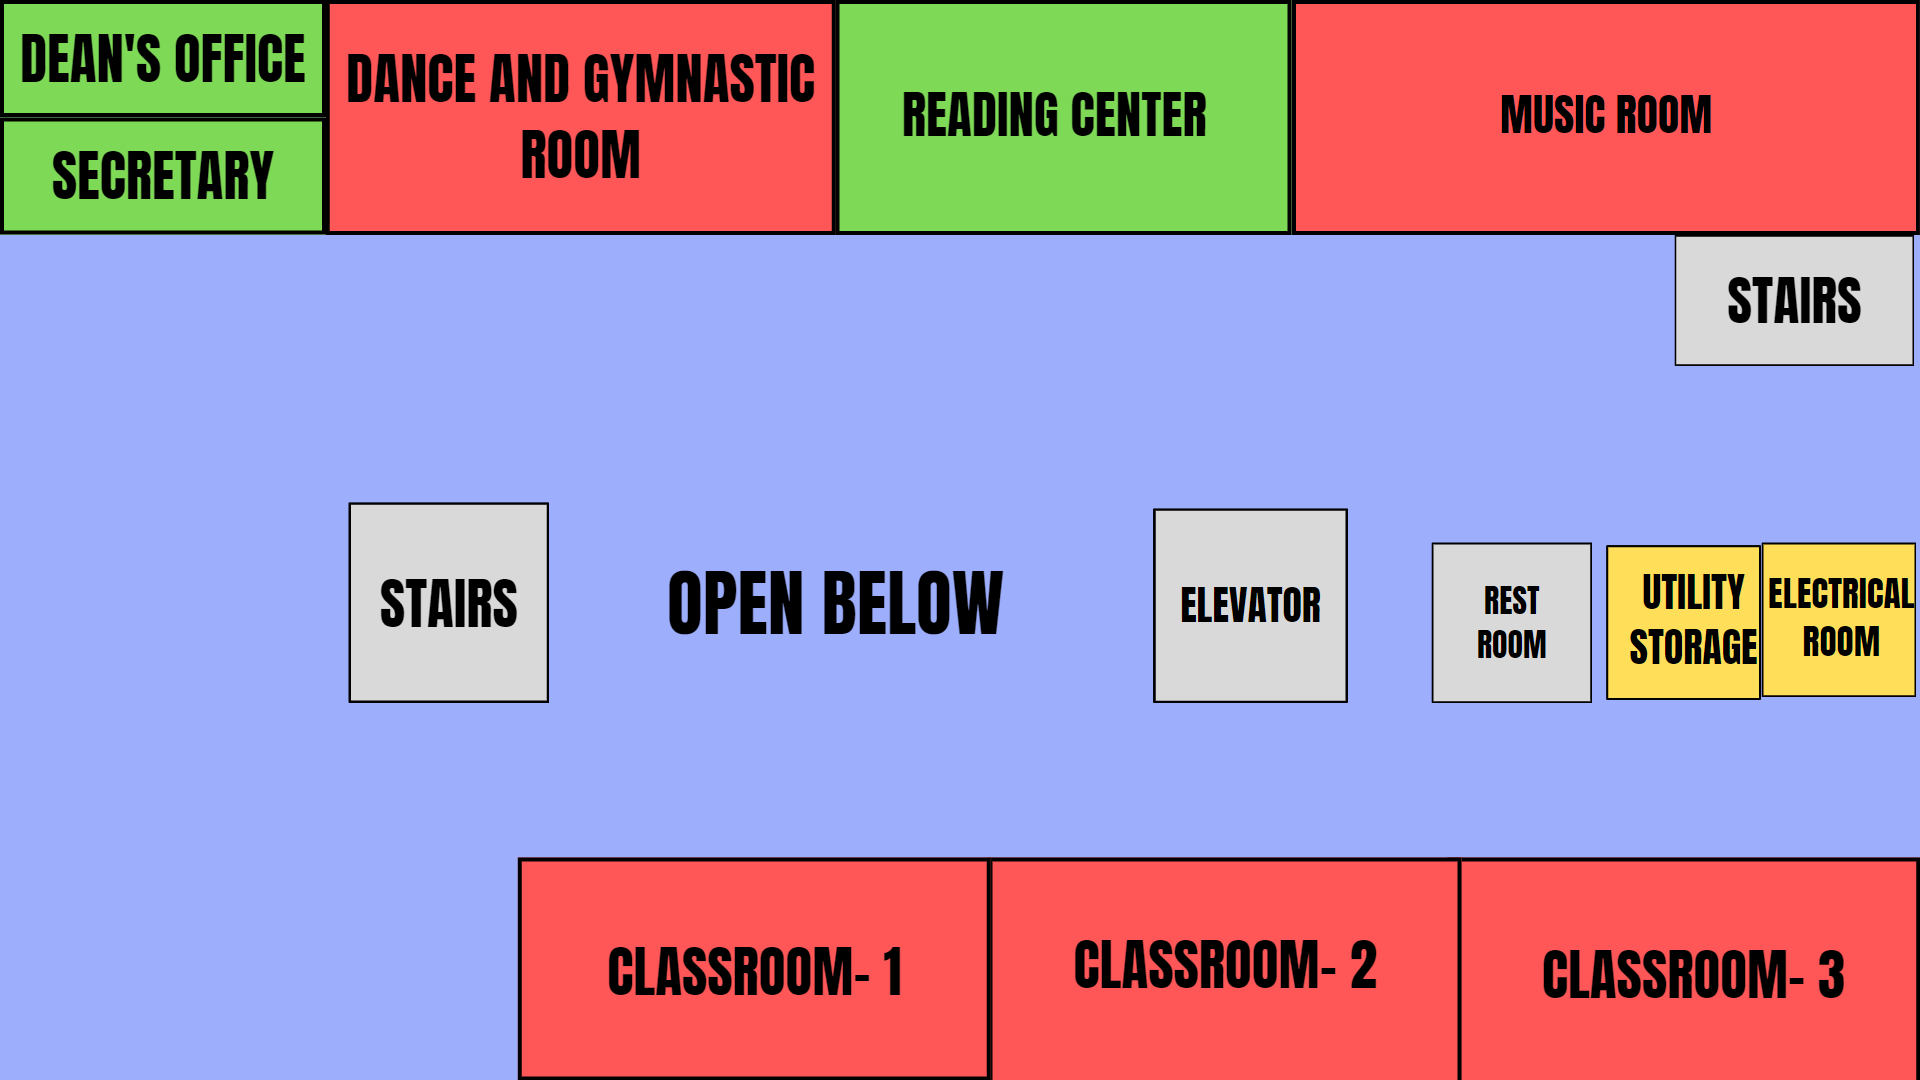 DEAN'S OFFICE
SECRETARY
DANCE AND GYMNASTIC
ROOM
READING CENTER
MUSIC ROOM
STAIRS
STAIRS
OPEN BELOW
ELEVATOR
REST
ROOM
UTILITY
STORAGE
ELECTRICAL
ROOM
CLASSROOM- 1
CLASSROOM- 2
CLASSROOM- 3